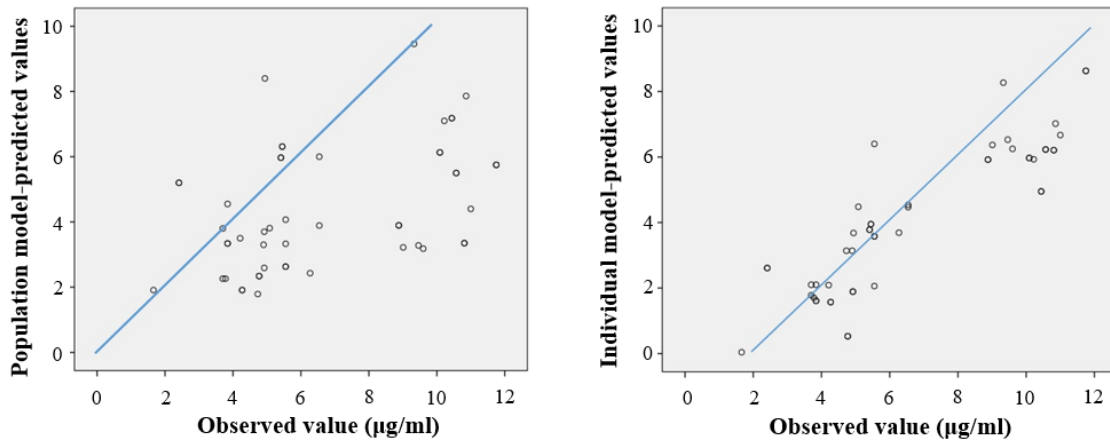 Population model-predicted values
10
8
6
4
2
0
0 2 4 6 8 10 12
Observed value (μg/ml)
Individual model-predicted values
10
8
6
4
2
0
0 2 4 6 8 10 12
Observed value (μg/ml)